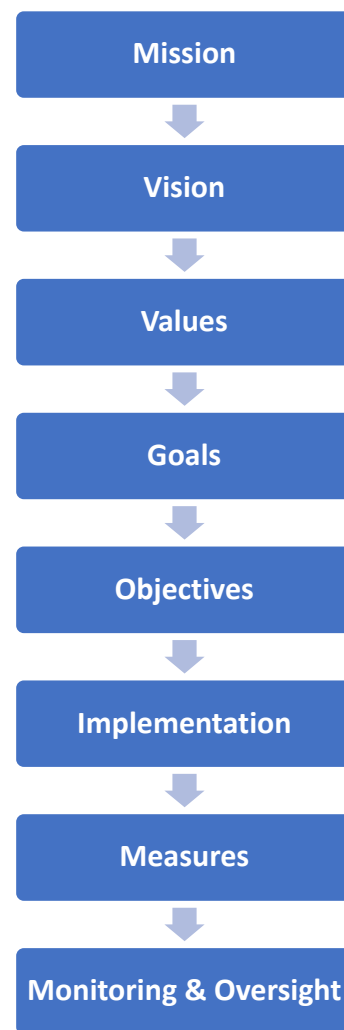 Mission
Vision
Values
Goals
Objectives
Implementation
Measures
Monitoring & Oversight